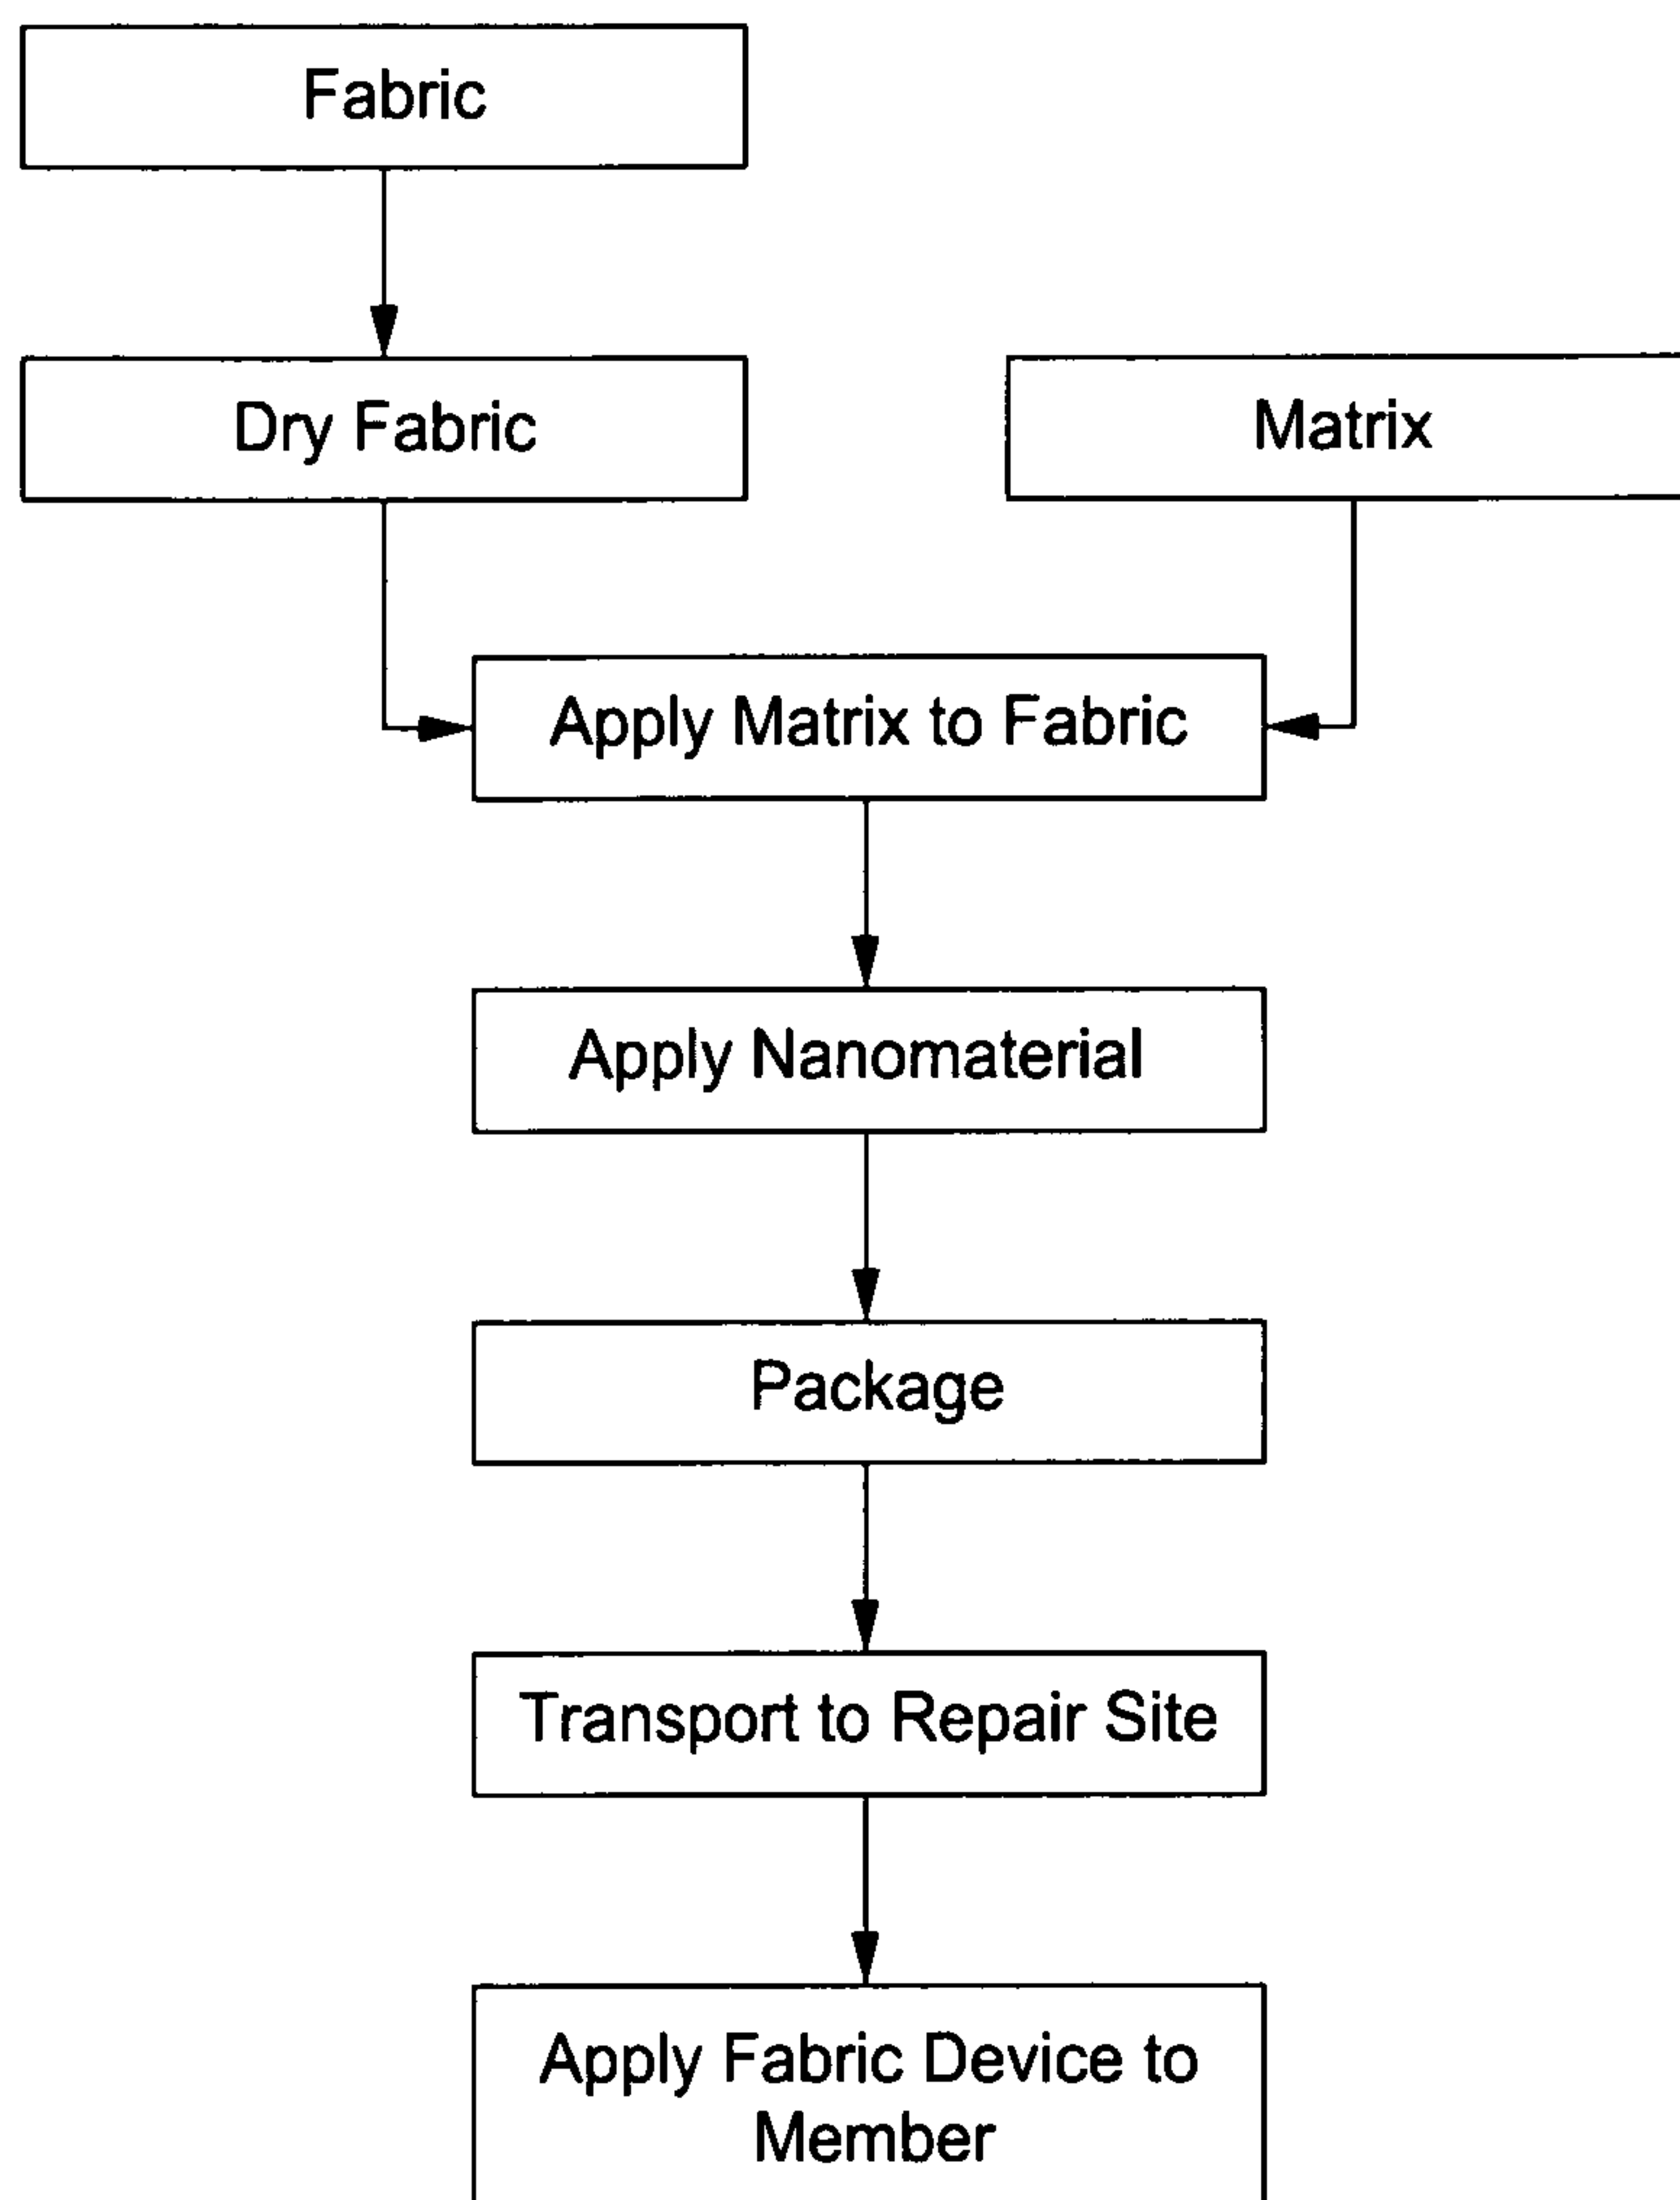 Fabric
Dry Fabric
Matrix
Apply Matrix to Fabric
Apply Nanomaterial
Package
Transport to Repair Site
Apply Fabric Device to
Member